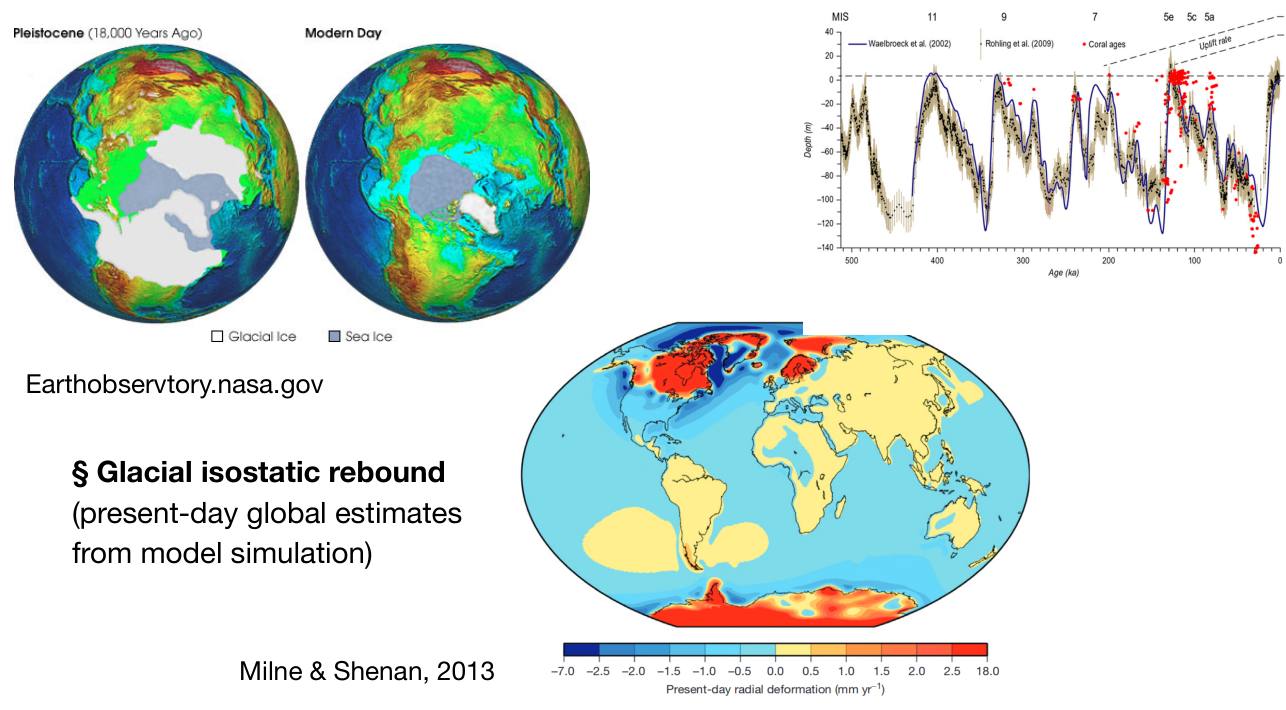 Pleistocene (18,000 Years Ago)
Modern Day
Glacial Ice
Sea Ice
Earthobservtory.nasa.gov
MIS 11 9 7 5e 5c 5a
Waelbroeck et al. (2002)
Rohling et al. (2009)
Coral ages
Uplift rate
40
20
0
−20
−40
−60
−80
−100
−120
−140
Depth (m)
500 400 300 200 100 0
Age (ka)
§ Glacial isostatic rebound
(present-day global estimates
from model simulation)
Milne & Shenan, 2013
−7.0 −2.5 −2.0 −1.5 −1.0 −0.5 0.0 0.5 1.0 1.5 2.0 2.5 18.0
Present-day radial deformation (mm yr⁻¹)